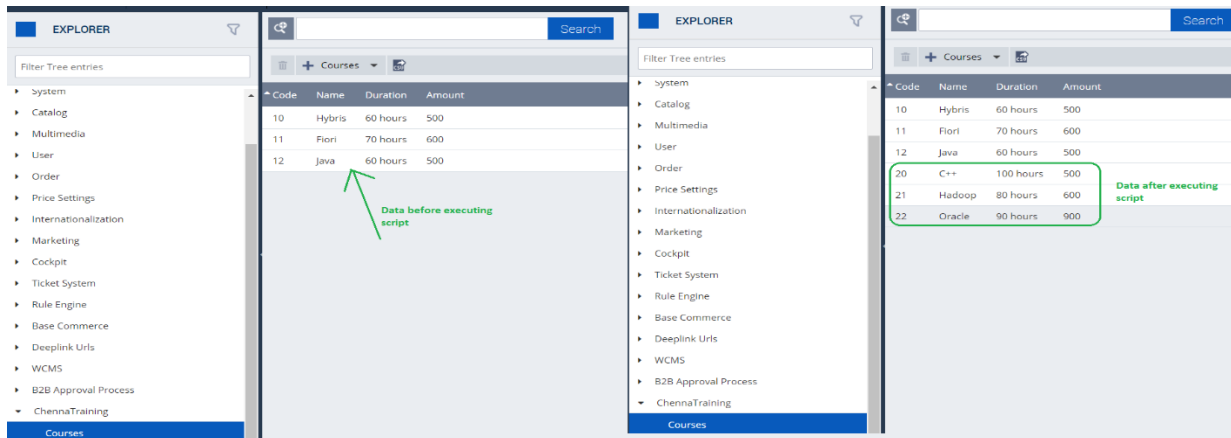 EXPLORER
Filter Tree entries
System
Catalog
Multimedia
User
Order
Price Settings
Internationalization
Marketing
Cockpit
Ticket System
Rule Engine
Base Commerce
Deeplink Urls
WCMS
B2B Approval Process
ChennaTraining
Courses
Search
Courses
Code Name Duration Amount
10 Hybris 60 hours 500
11 Fiori 70 hours 600
12 Java 60 hours 500
Data before executing
script
EXPLORER
Filter Tree entries
System
Catalog
Multimedia
User
Order
Price Settings
Internationalization
Marketing
Cockpit
Ticket System
Rule Engine
Base Commerce
Deeplink Urls
WCMS
B2B Approval Process
ChennaTraining
Courses
Search
Courses
Code Name Duration Amount
10 Hybris 60 hours 500
11 Fiori 70 hours 600
12 Java 60 hours 500
20 C++ 100 hours 500
21 Hadoop 80 hours 600
22 Oracle 90 hours 900
Data after executing
script